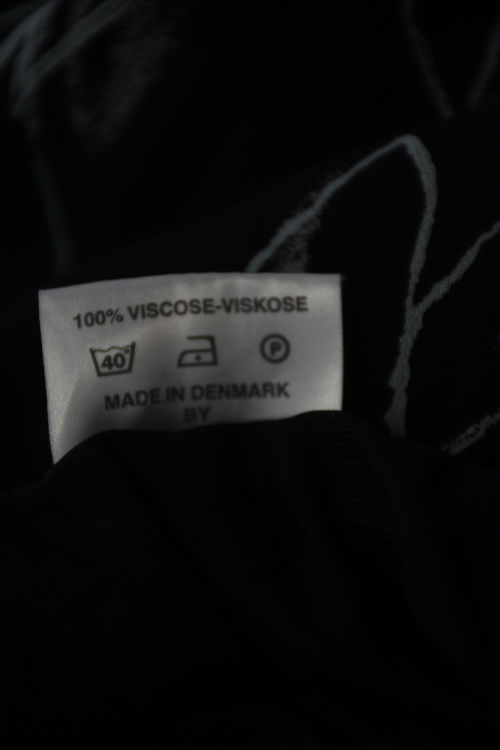 100% VISCOSE-VISKOSE
40° P
MADE IN DENMARK
BY